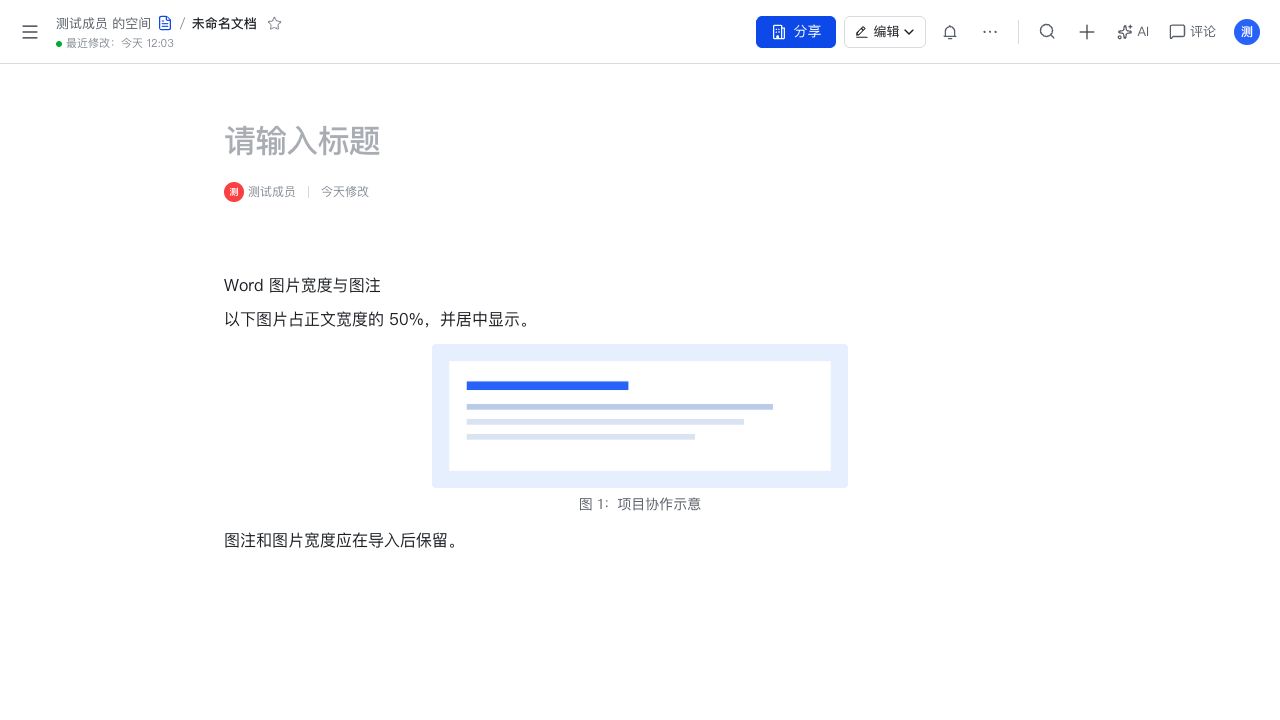 测试成员 的空间 / 未命名文档
最近修改：今天 12:03
分享
编辑
AI
评论
测
请输入标题
测 测试成员 今天修改
Word 图片宽度与图注
以下图片占正文宽度的 50%，并居中显示。
图 1：项目协作示意
图注和图片宽度应在导入后保留。